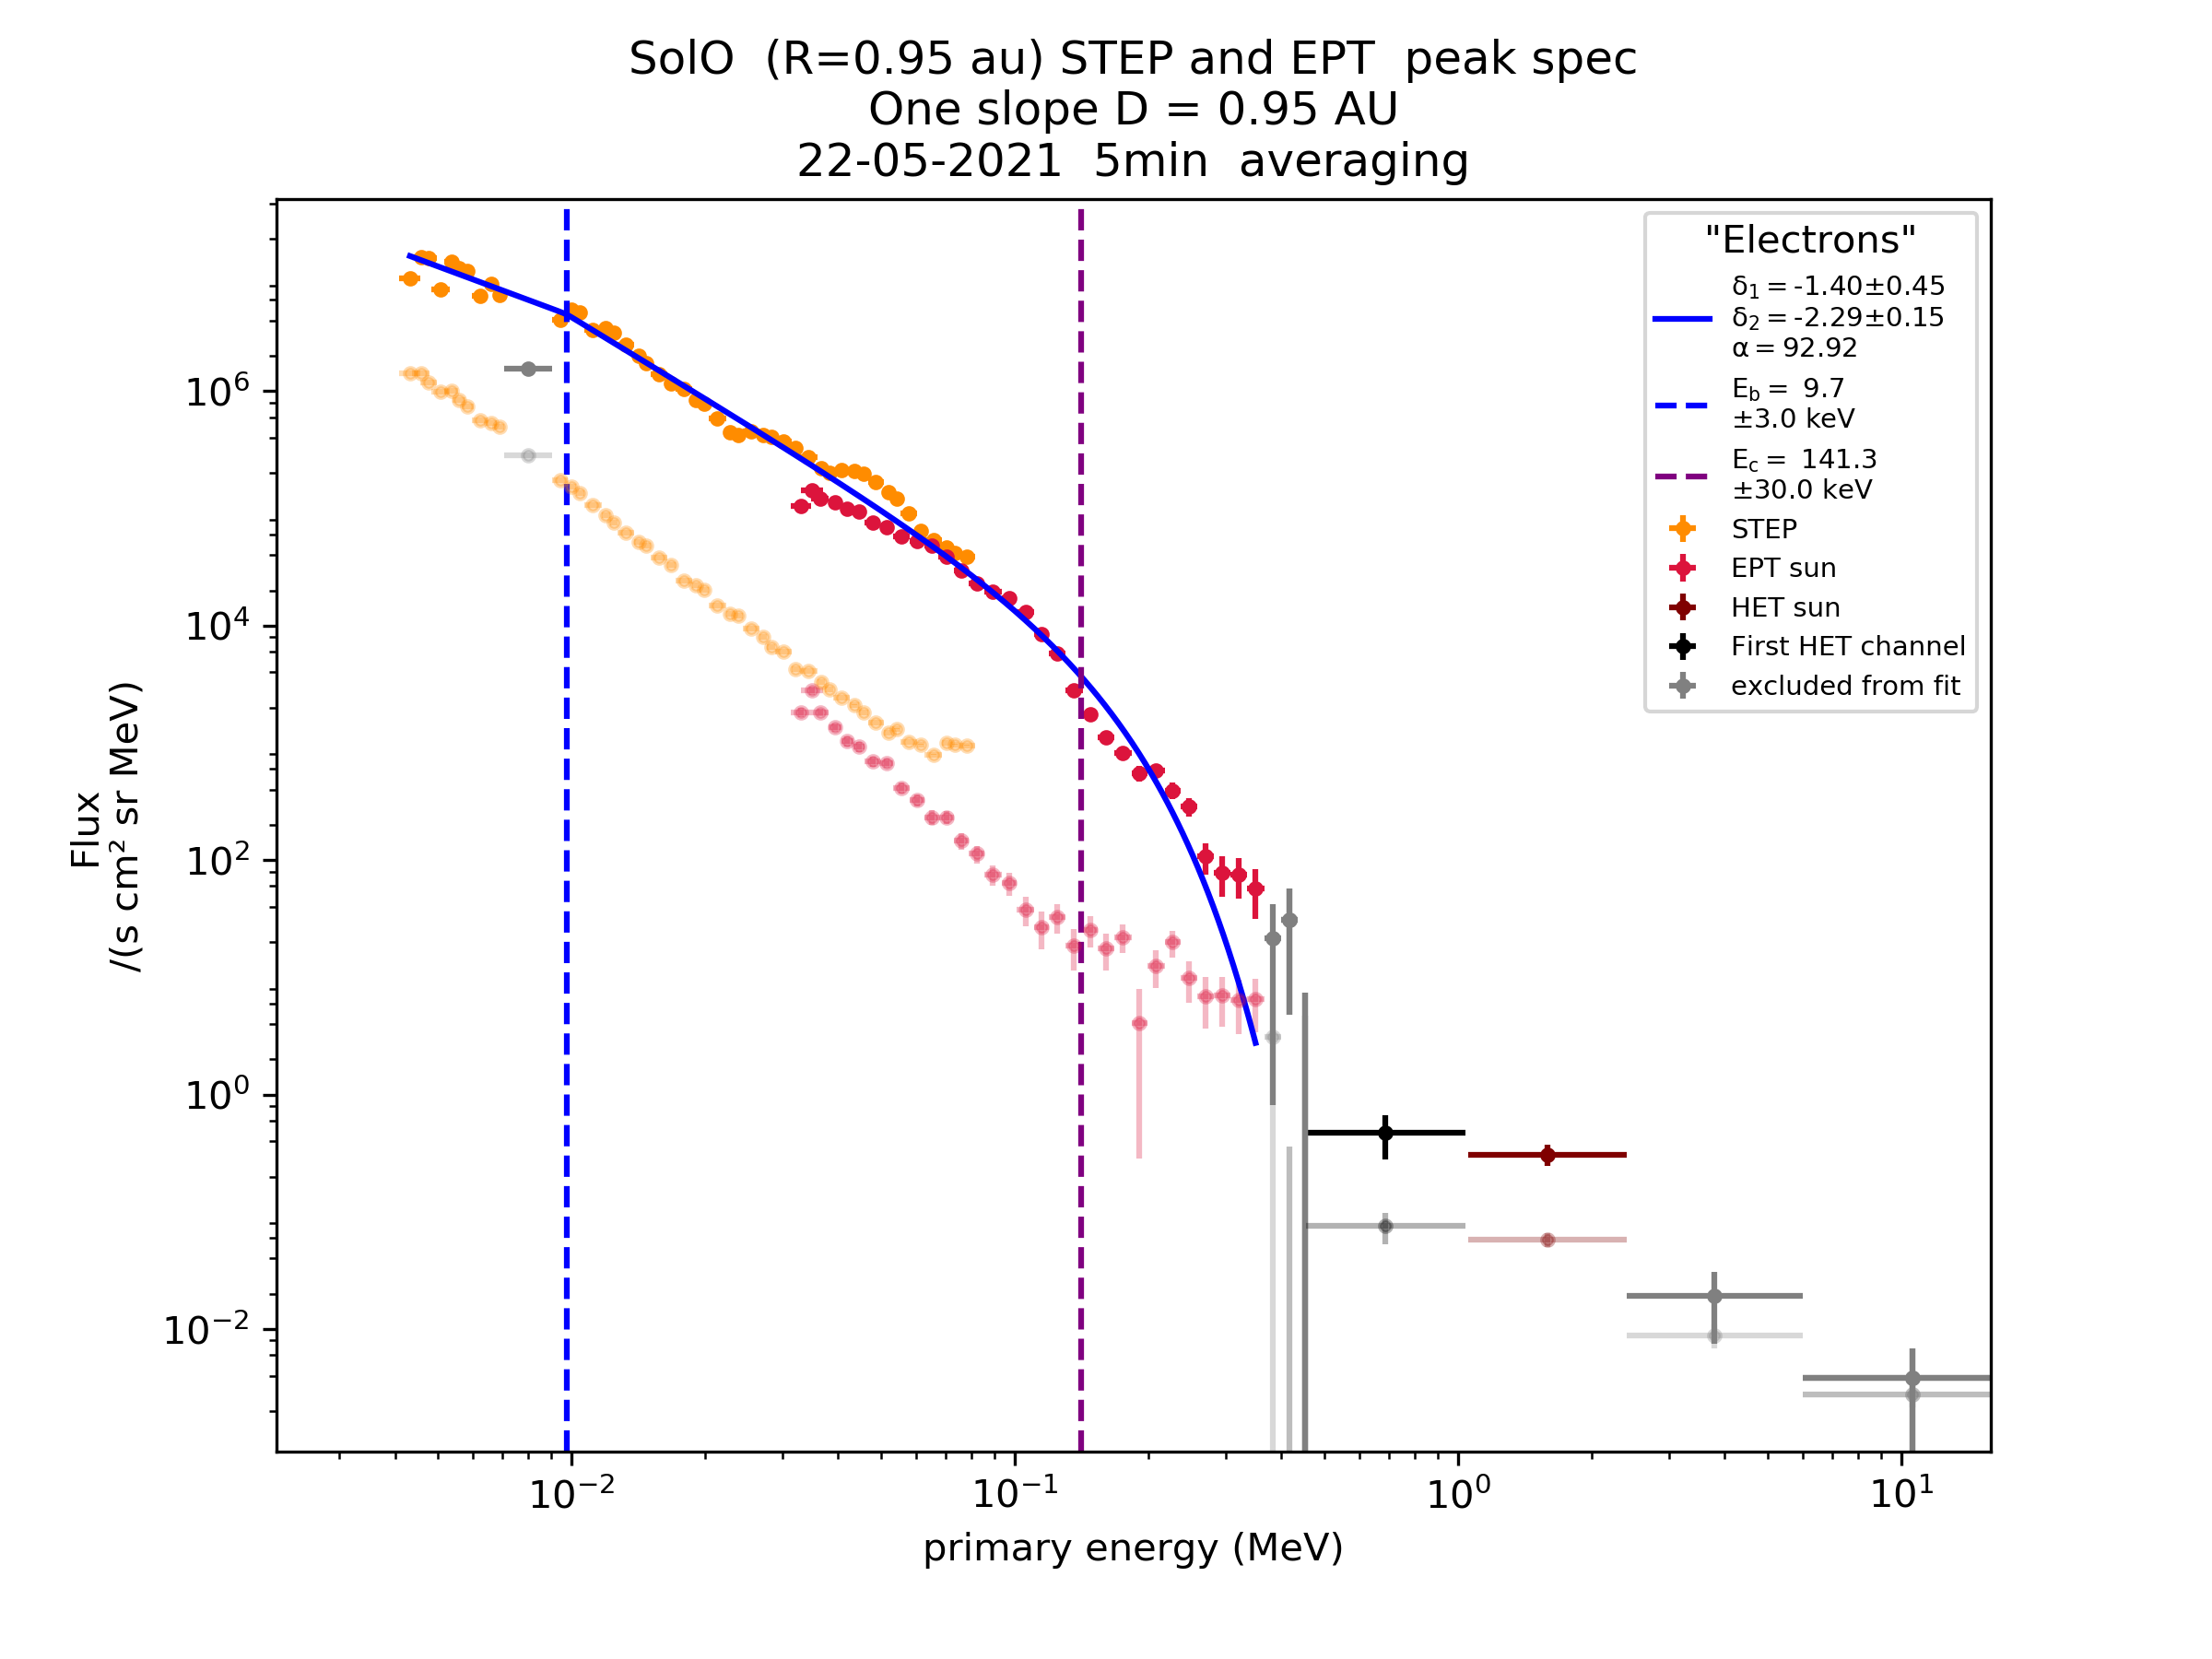 SolO  (R=0.95 au) STEP and EPT  peak spec
One slope D = 0.95 AU
22-05-2021  5min  averaging
"Electrons"
δ₁ = -1.40±0.45
δ₂ = -2.29±0.15
α = 92.92
E_b =  9.7
±3.0 keV
E_c =  141.3
±30.0 keV
STEP
EPT sun
HET sun
First HET channel
excluded from fit
Flux
/(s cm² sr MeV)
10⁶
10⁴
10²
10⁰
10⁻²
10⁻²
10⁻¹
10⁰
10¹
primary energy (MeV)